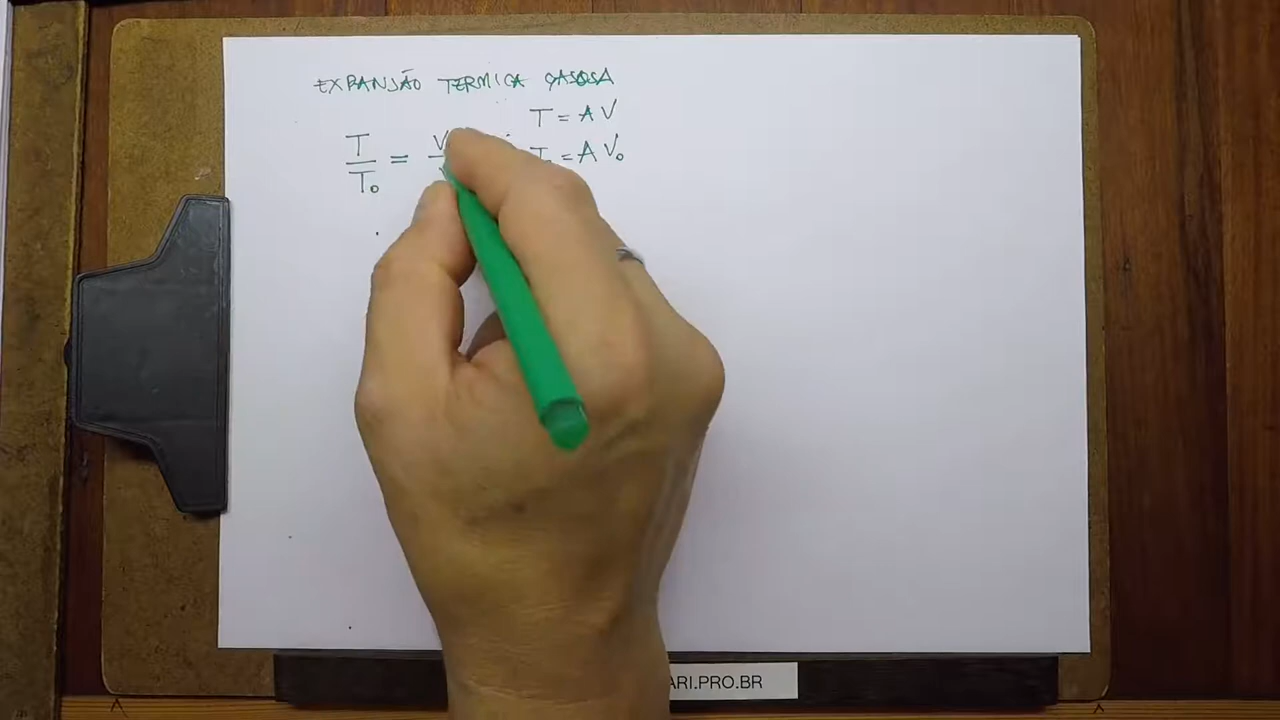 EXPANSÃO TERMICA GASOSA
T = A V
T/T₀ = V
= A V₀
ARI.PRO.BR